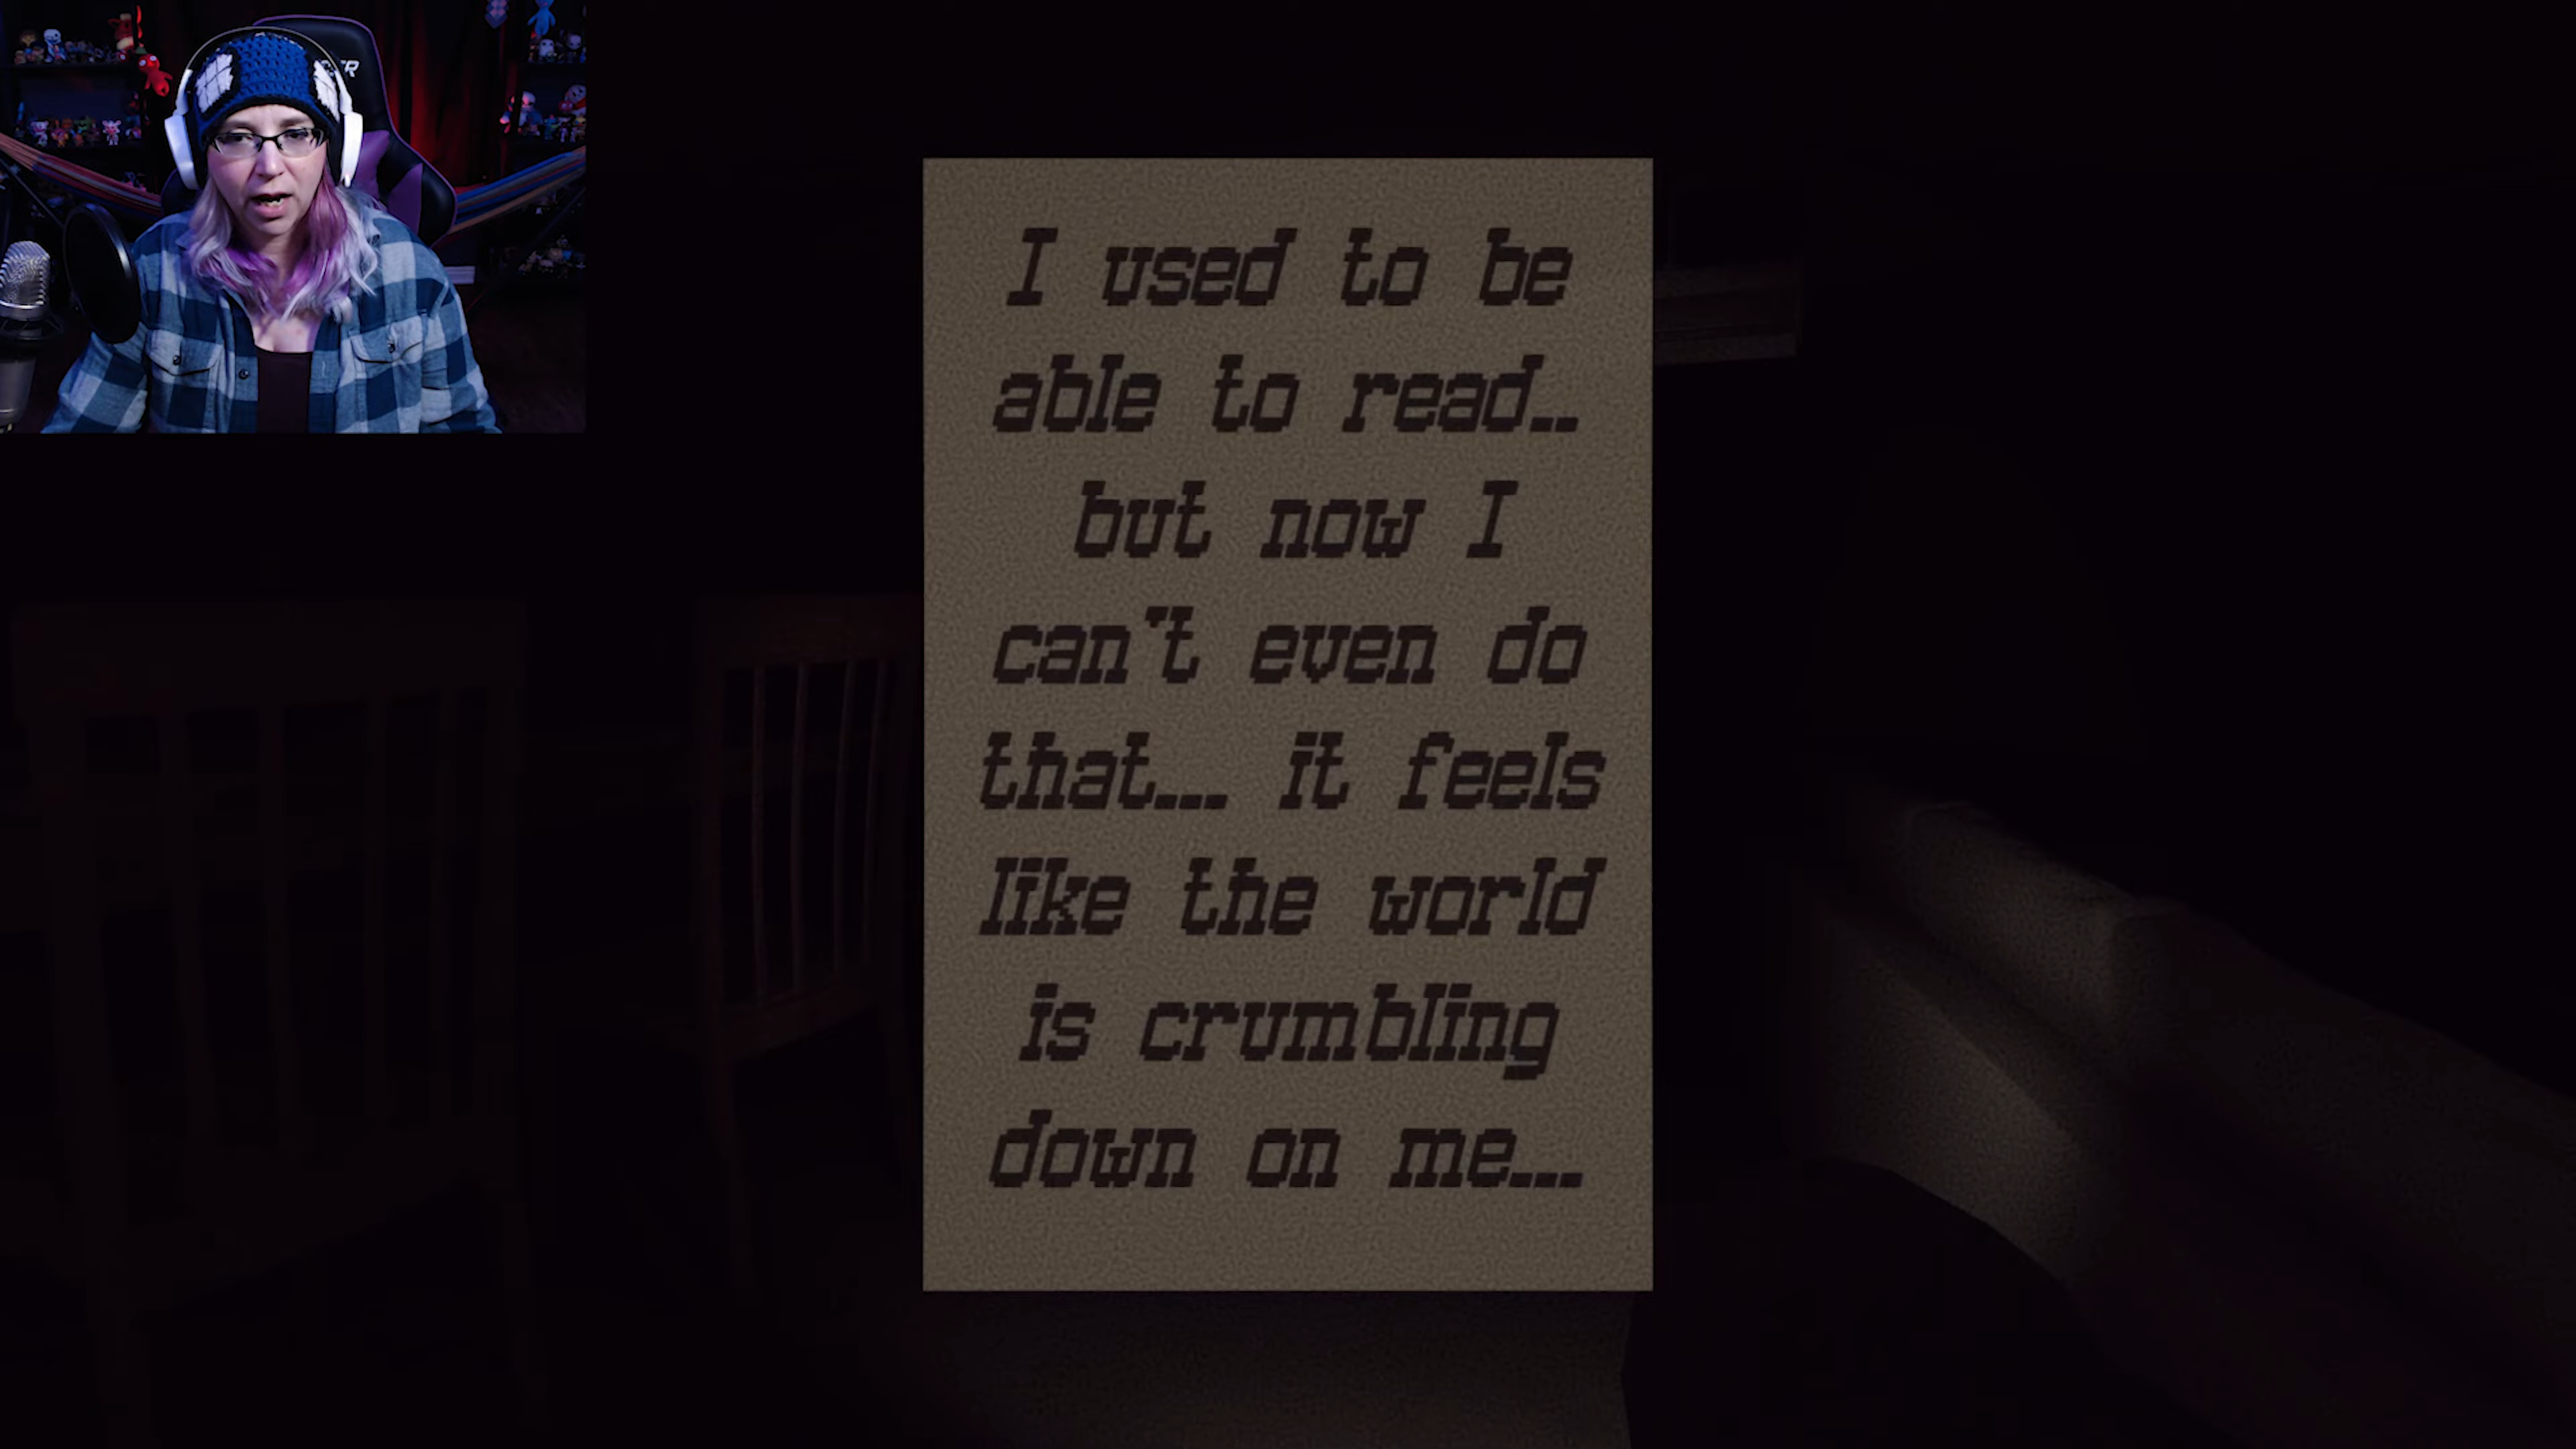 I used to be
able to read..
but now I
can't even do
that... it feels
like the world
is crumbling
down on me...